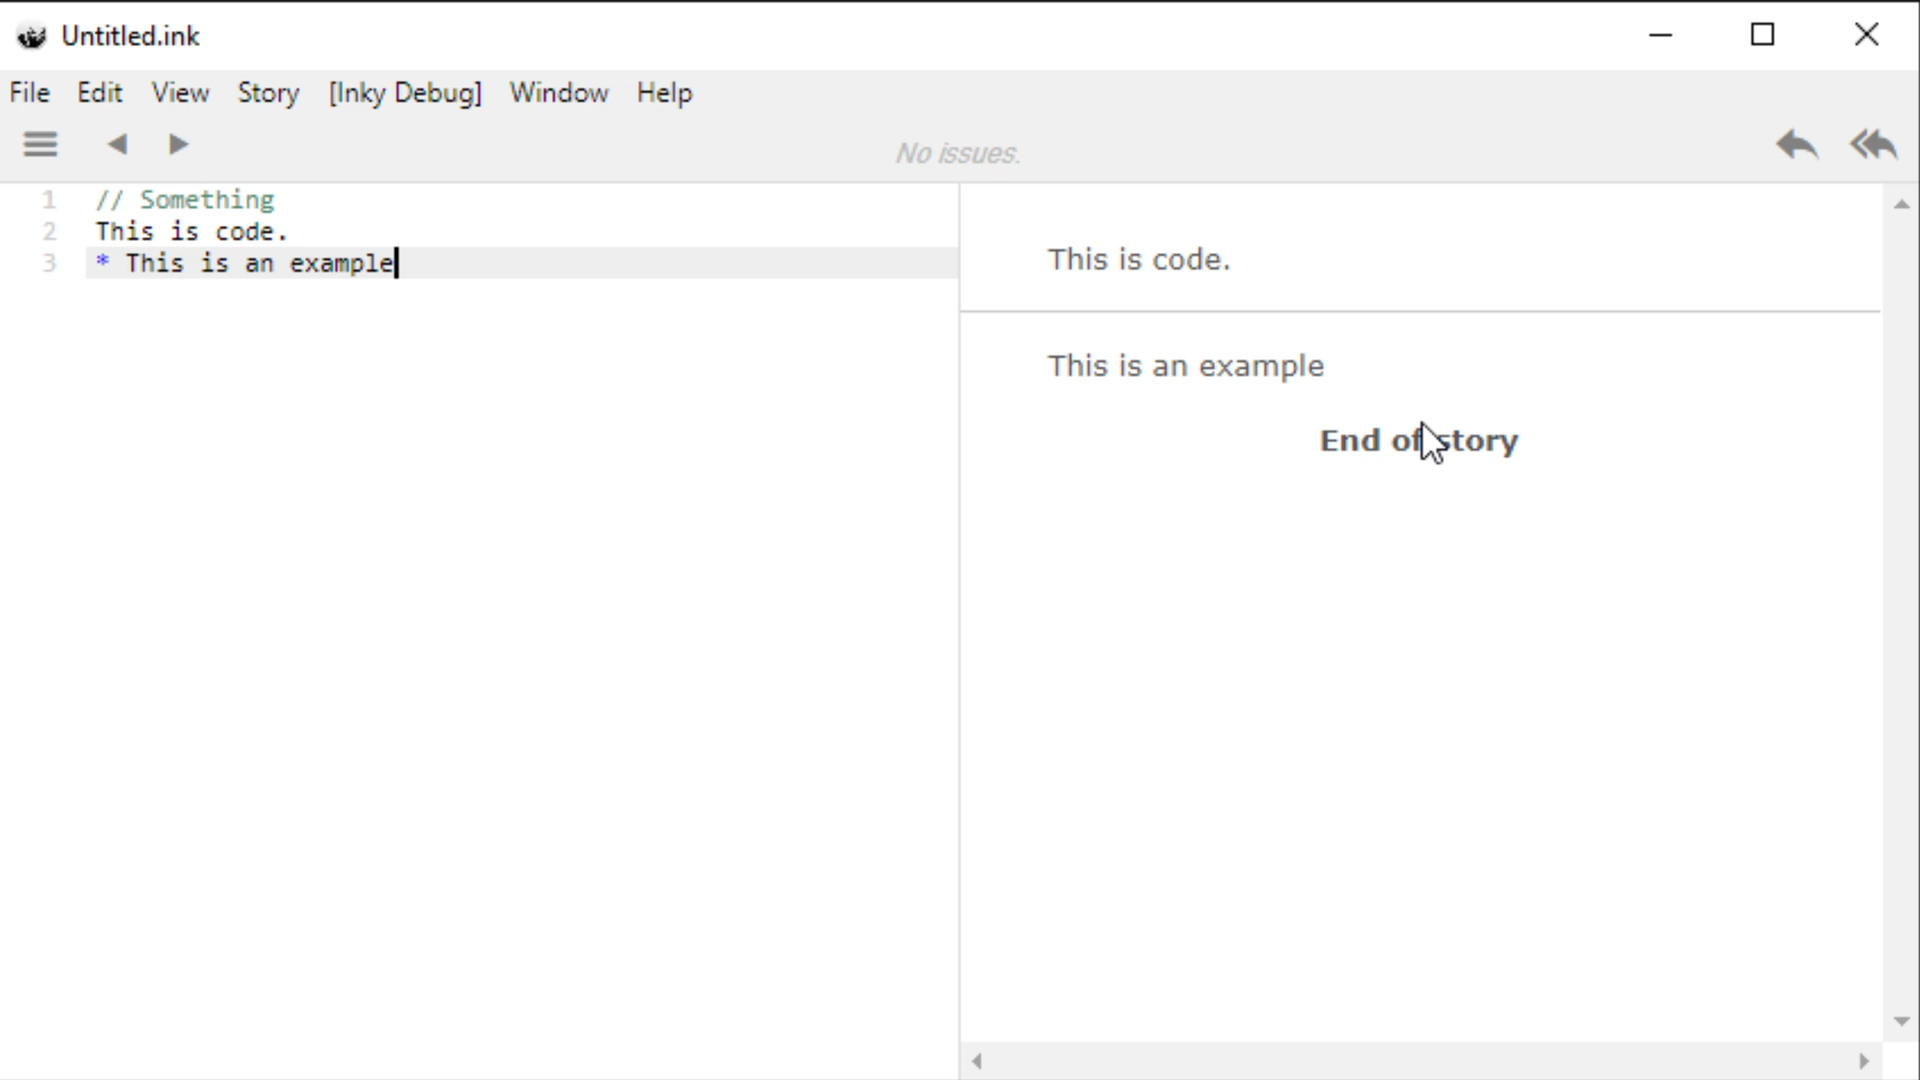 Untitled.ink
File Edit View Story [Inky Debug] Window Help
No issues.
1 // Something
2 This is code.
3 * This is an example
This is code.
This is an example
End of story